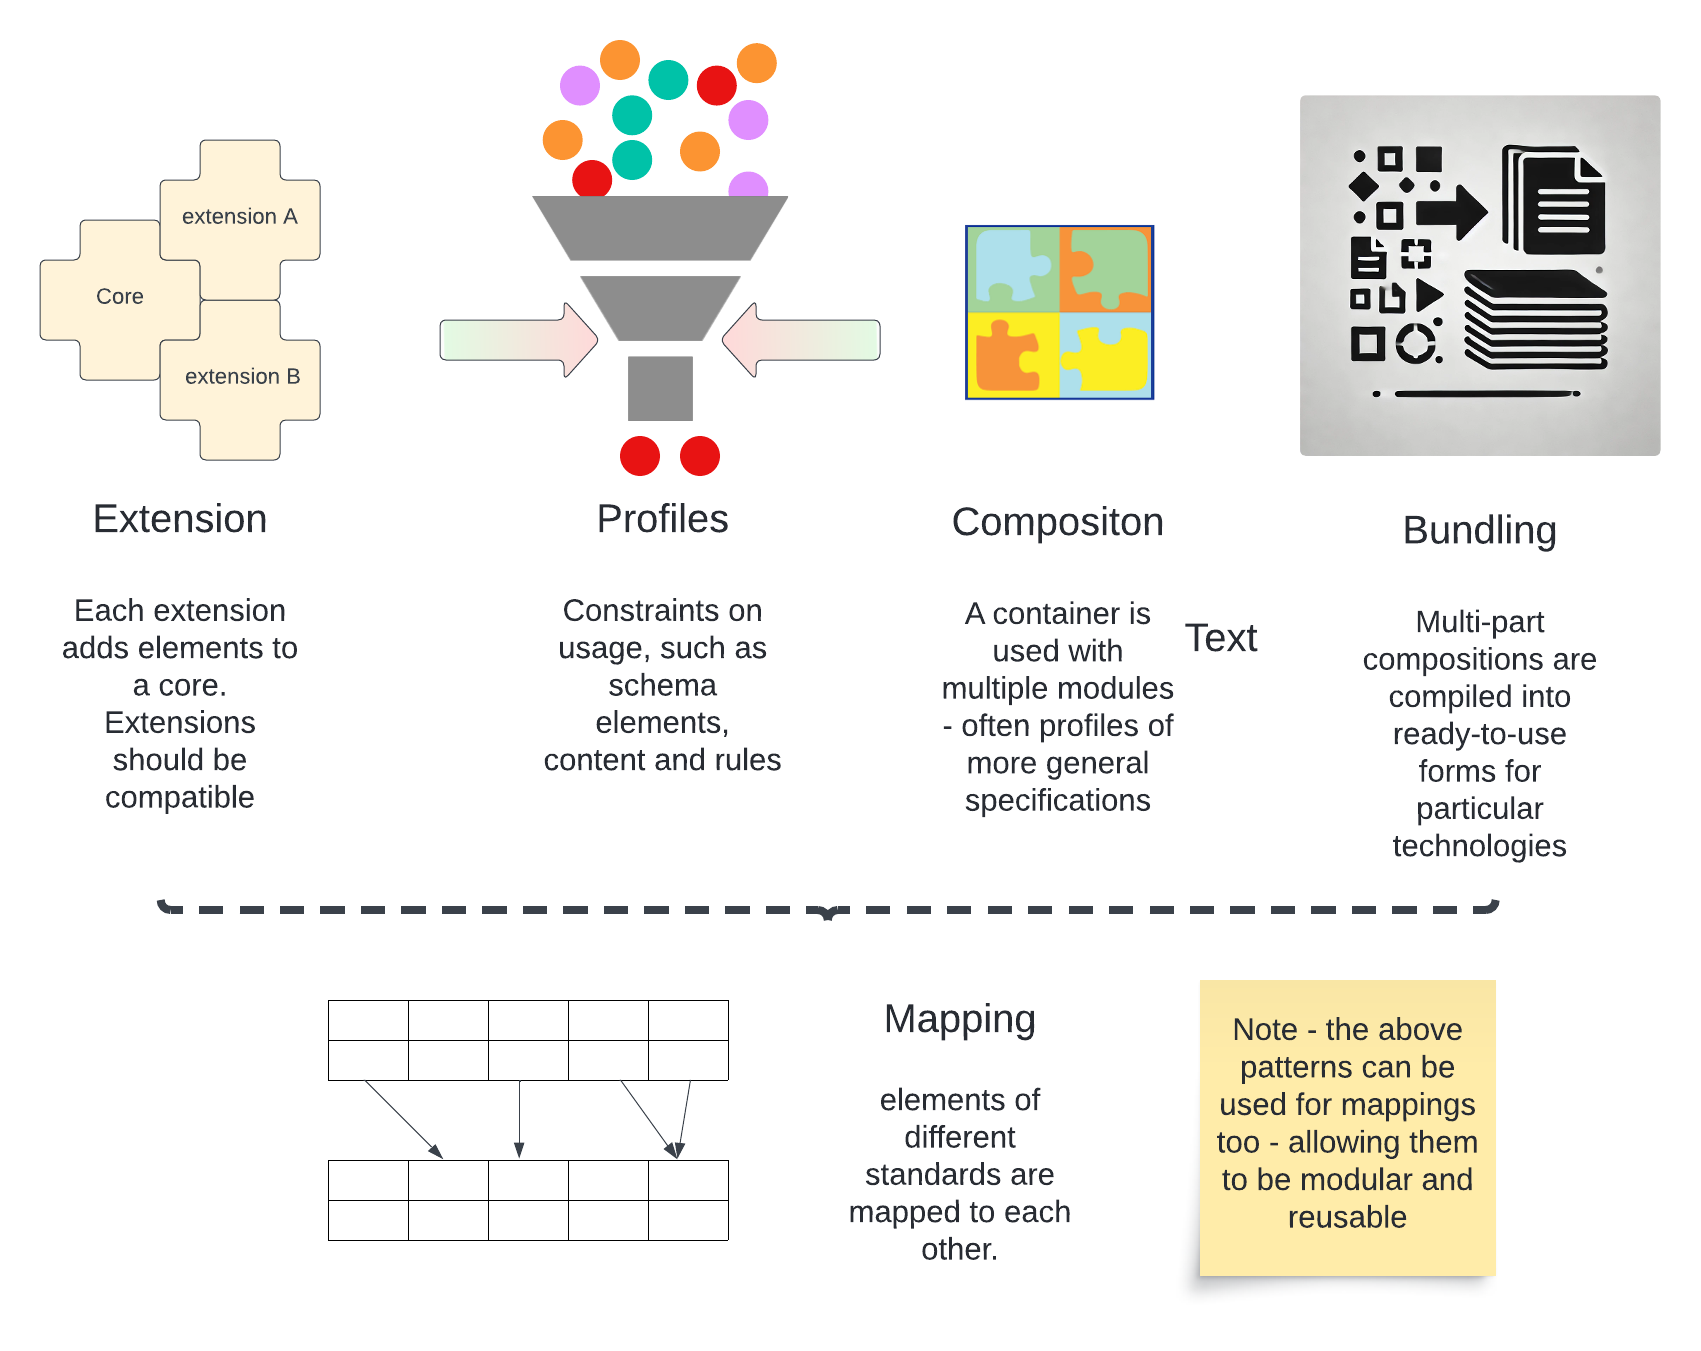 extension A
Core
extension B
Extension
Each extension
adds elements to
a core.
Extensions
should be
compatible
Profiles
Constraints on
usage, such as
schema
elements,
content and rules
Compositon
A container is
used with
multiple modules
- often profiles of
more general
specifications
Text
Bundling
Multi-part
compositions are
compiled into
ready-to-use
forms for
particular
technologies
Mapping
elements of
different
standards are
mapped to each
other.
Note - the above
patterns can be
used for mappings
too - allowing them
to be modular and
reusable